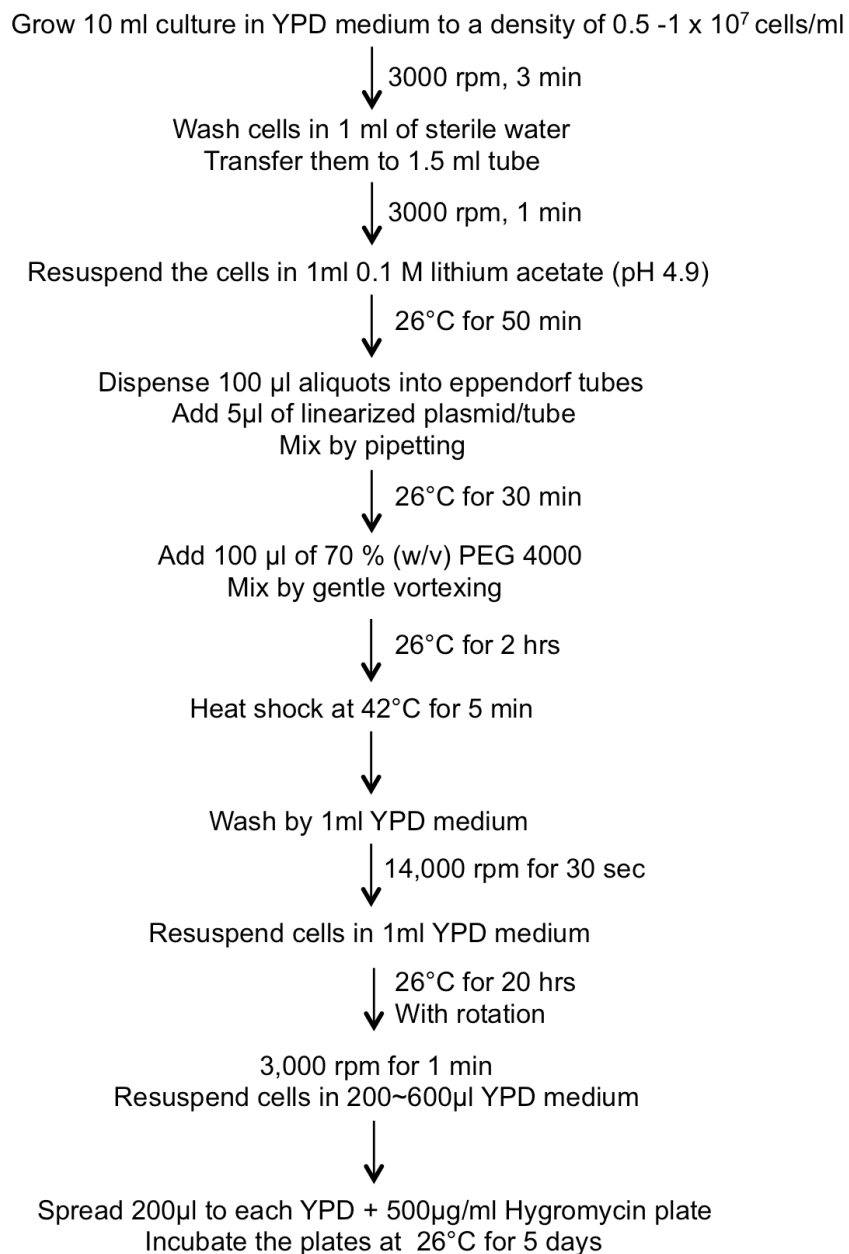 Grow 10 ml culture in YPD medium to a density of 0.5 -1 x 10⁷ cells/ml
3000 rpm, 3 min
Wash cells in 1 ml of sterile water
Transfer them to 1.5 ml tube
3000 rpm, 1 min
Resuspend the cells in 1ml 0.1 M lithium acetate (pH 4.9)
26°C for 50 min
Dispense 100 µl aliquots into eppendorf tubes
Add 5µl of linearized plasmid/tube
Mix by pipetting
26°C for 30 min
Add 100 µl of 70 % (w/v) PEG 4000
Mix by gentle vortexing
26°C for 2 hrs
Heat shock at 42°C for 5 min
Wash by 1ml YPD medium
14,000 rpm for 30 sec
Resuspend cells in 1ml YPD medium
26°C for 20 hrs
With rotation
3,000 rpm for 1 min
Resuspend cells in 200~600µl YPD medium
Spread 200µl to each YPD + 500µg/ml Hygromycin plate
Incubate the plates at  26°C for 5 days